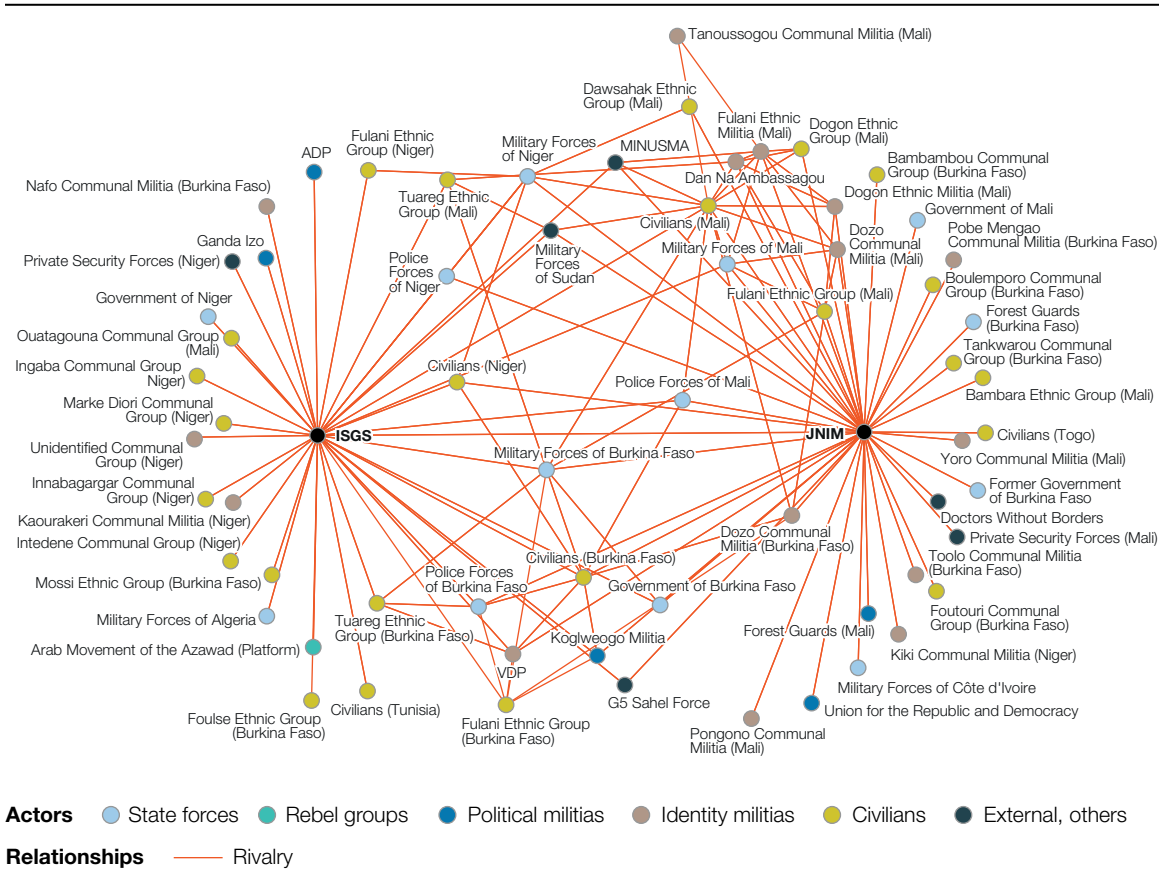 Tanoussogou Communal Militia (Mali)
Dawsahak Ethnic
Group (Mali)
Fulani Ethnic
Militia (Mali)
Dogon Ethnic
Group (Mali)
Fulani Ethnic
Group (Niger)
Military Forces
of Niger
MINUSMA
ADP
Bambambou Communal
Group (Burkina Faso)
Nafo Communal Militia (Burkina Faso)
Tuareg Ethnic
Group (Mali)
Dan Na Ambassagou
Dogon Ethnic Militia (Mali)
Government of Mali
Civilians (Mali)
Ganda Izo
Private Security Forces (Niger)
Police
Forces
of Niger
Military
Forces
of Sudan
Military Forces of Mali
Dozo
Communal
Militia (Mali)
Pobe Mengao
Communal Militia (Burkina Faso)
Boulemporo Communal
Group (Burkina Faso)
Fulani Ethnic Group (Mali)
Government of Niger
Forest Guards
(Burkina Faso)
Ouatagouna Communal Group
(Mali)
Tankwarou Communal
Group (Burkina Faso)
Ingaba Communal Group
Niger)
Civilians (Niger)
Police Forces of Mali
Bambara Ethnic Group (Mali)
Marke Diori Communal
Group (Niger)
ISGS
JNIM
Civilians (Togo)
Unidentified Communal
Group (Niger)
Military Forces of Burkina Faso
Yoro Communal Militia (Mali)
Innabagargar Communal
Group (Niger)
Former Government
of Burkina Faso
Kaourakeri Communal Militia (Niger)
Doctors Without Borders
Dozo Communal
Militia (Burkina Faso)
Private Security Forces (Mali)
Intedene Communal Group (Niger)
Civilians (Burkina Faso)
Toolo Communal Militia
(Burkina Faso)
Mossi Ethnic Group (Burkina Faso)
Police Forces
of Burkina Faso
Government of Burkina Faso
Military Forces of Algeria
Tuareg Ethnic
Group (Burkina Faso)
Koglweogo Militia
Forest Guards (Mali)
Foutouri Communal
Group (Burkina Faso)
Arab Movement of the Azawad (Platform)
VDP
Kiki Communal Militia (Niger)
Military Forces of Côte d'Ivoire
Foulse Ethnic Group
(Burkina Faso)
Civilians (Tunisia)
Fulani Ethnic Group
(Burkina Faso)
G5 Sahel Force
Union for the Republic and Democracy
Pongono Communal
Militia (Mali)
Actors State forces Rebel groups Political militias Identity militias Civilians External, others
Relationships Rivalry